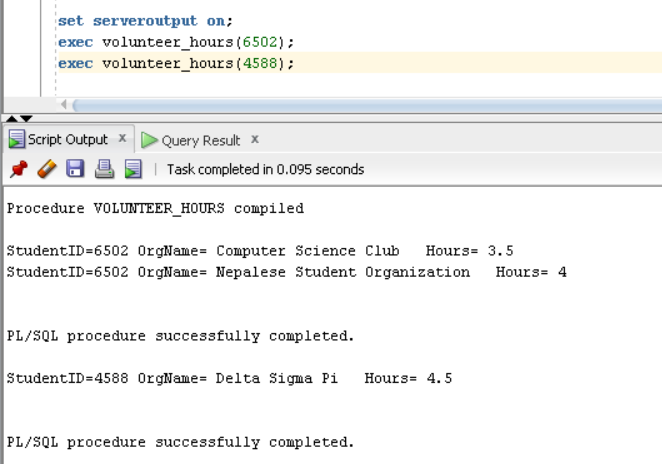 set serveroutput on;
exec volunteer_hours(6502);
exec volunteer_hours(4588);
Script Output x Query Result x
Task completed in 0.095 seconds
Procedure VOLUNTEER_HOURS compiled
StudentID=6502 OrgName= Computer Science Club   Hours= 3.5
StudentID=6502 OrgName= Nepalese Student Organization   Hours= 4
PL/SQL procedure successfully completed.
StudentID=4588 OrgName= Delta Sigma Pi   Hours= 4.5
PL/SQL procedure successfully completed.